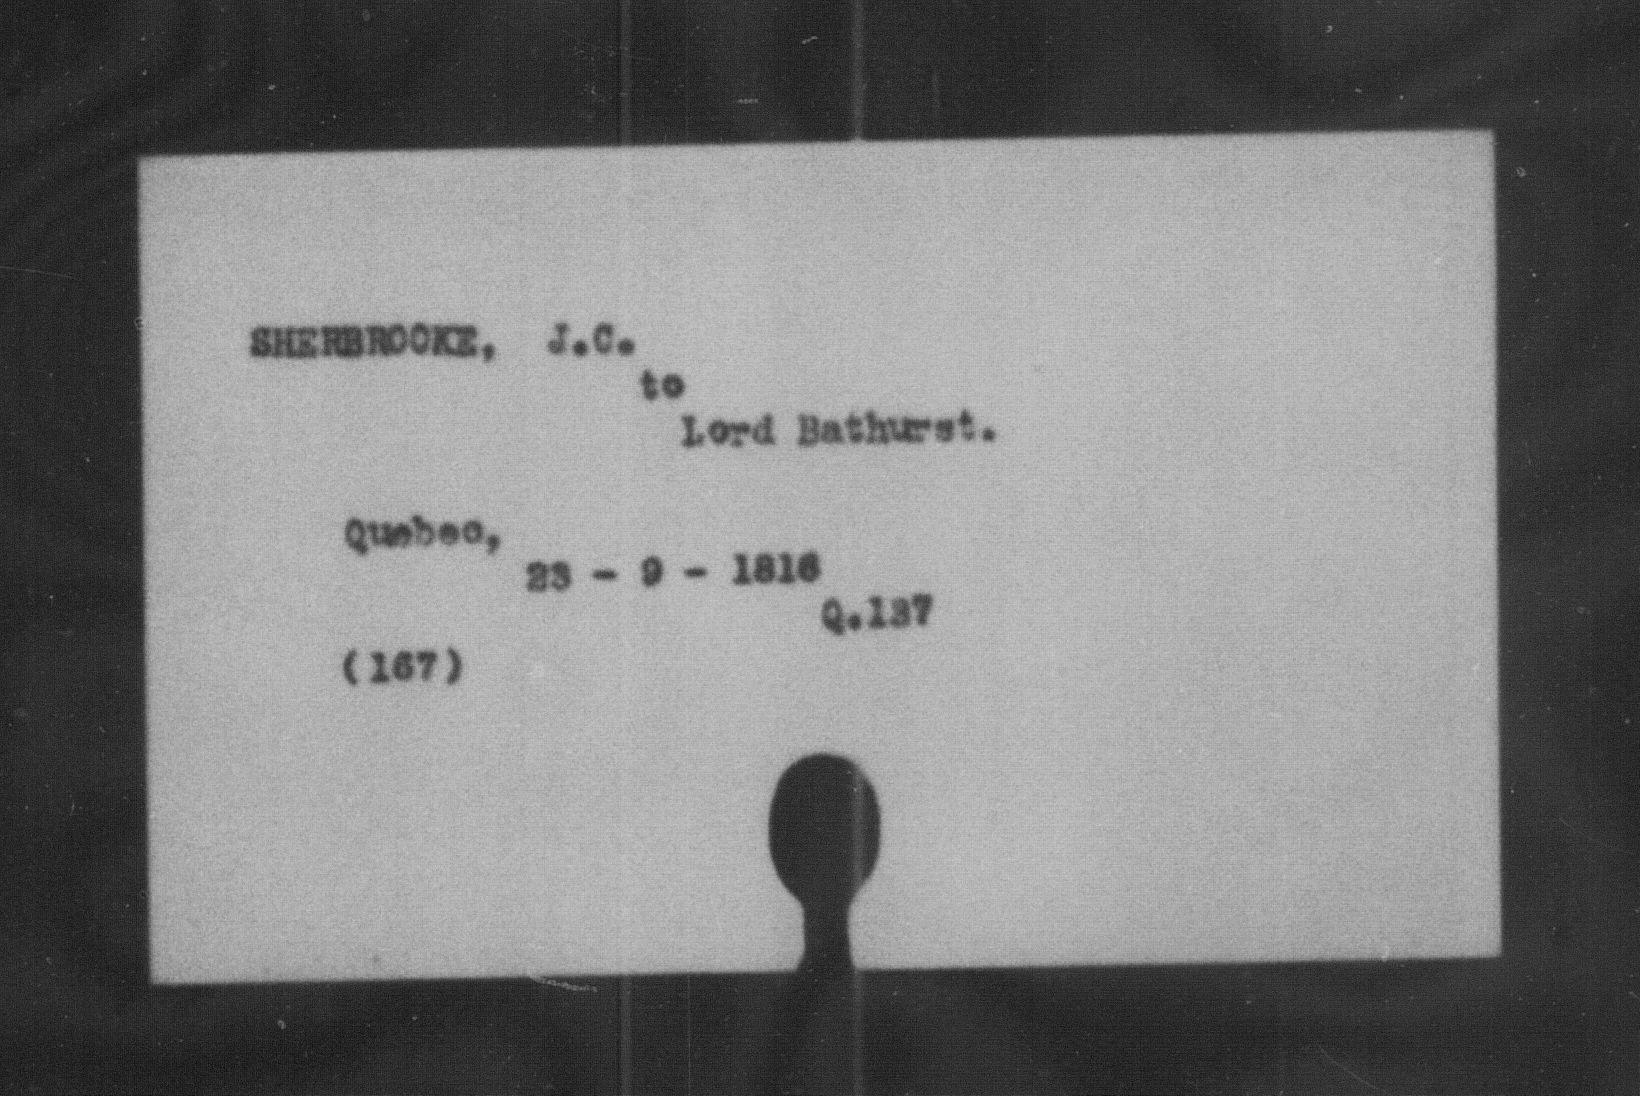 SHERBROOKE, J.C.
to
Lord Bathurst.
Quebec,
23 - 9 - 1816
Q.137
(167)